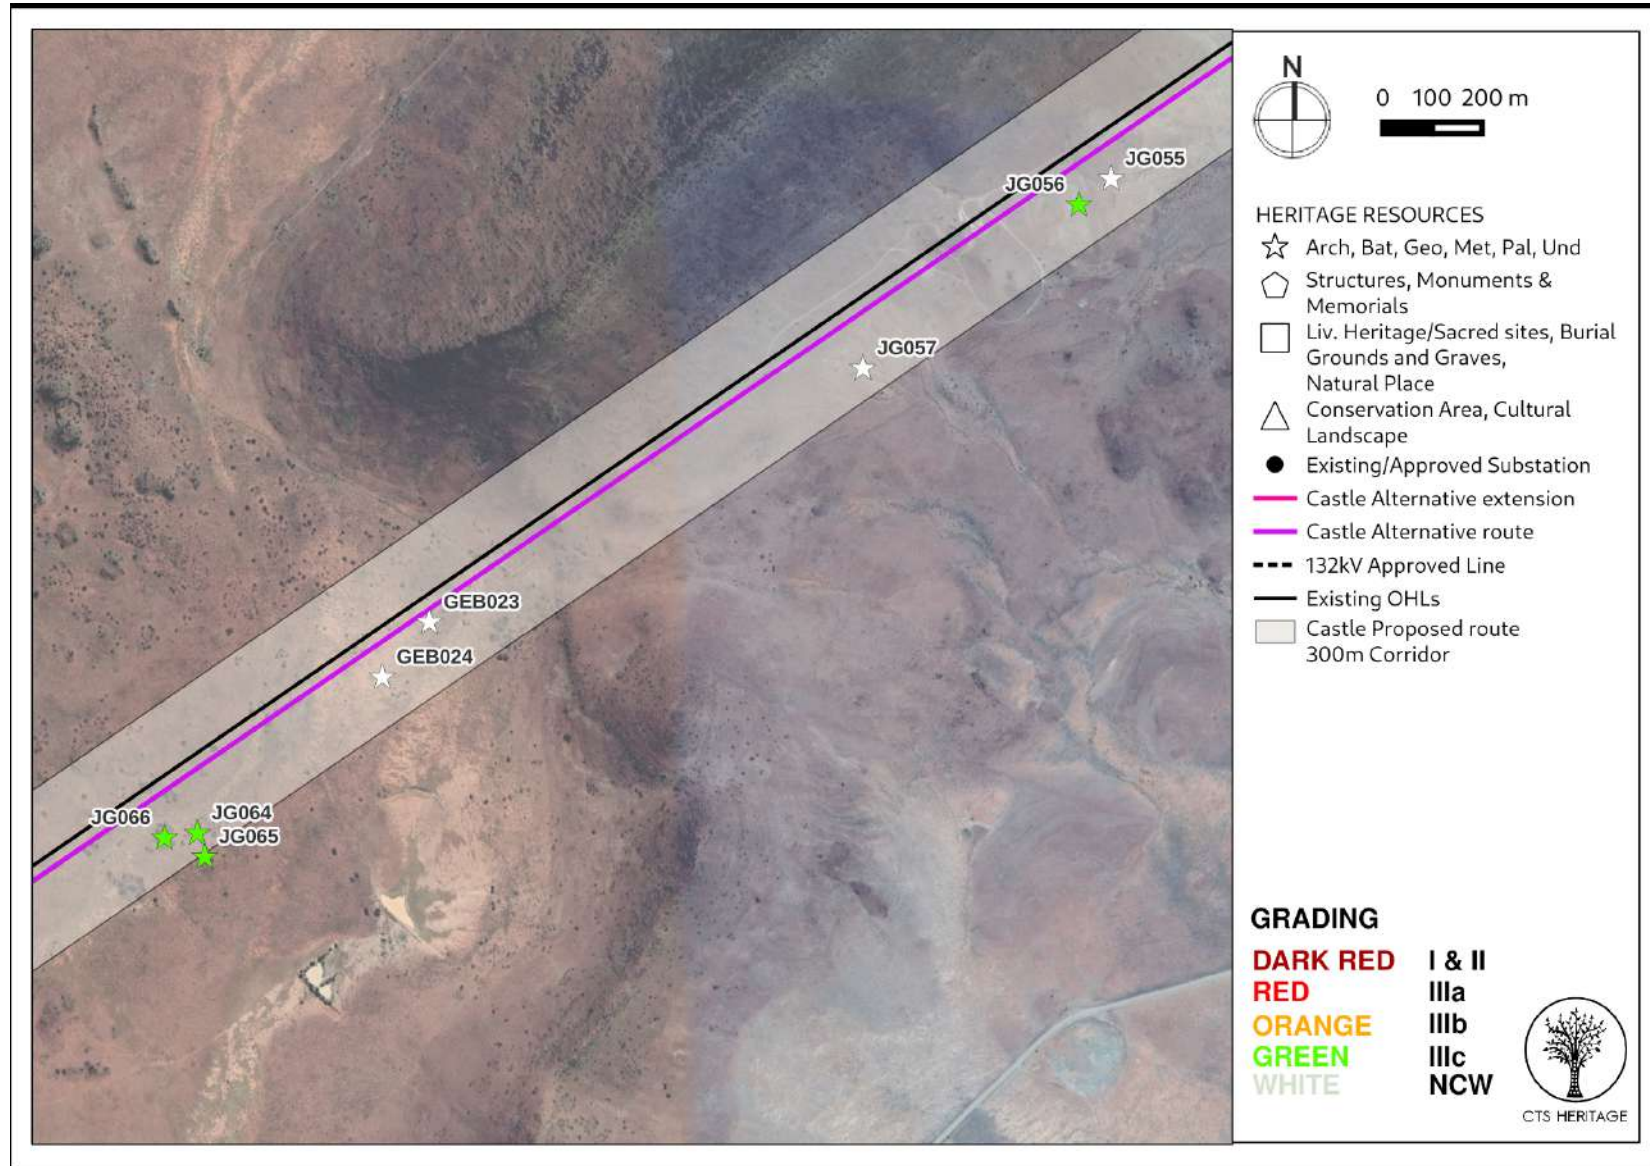 JG055
JG056
JG057
GEB023
GEB024
JG066
JG064
JG065
N
0 100 200 m
HERITAGE RESOURCES
Arch, Bat, Geo, Met, Pal, Und
Structures, Monuments &
Memorials
Liv. Heritage/Sacred sites, Burial
Grounds and Graves,
Natural Place
Conservation Area, Cultural
Landscape
Existing/Approved Substation
Castle Alternative extension
Castle Alternative route
132kV Approved Line
Existing OHLs
Castle Proposed route
300m Corridor
GRADING
DARK RED I & II
RED IIIa
ORANGE IIIb
GREEN IIIc
WHITE NCW
CTS HERITAGE